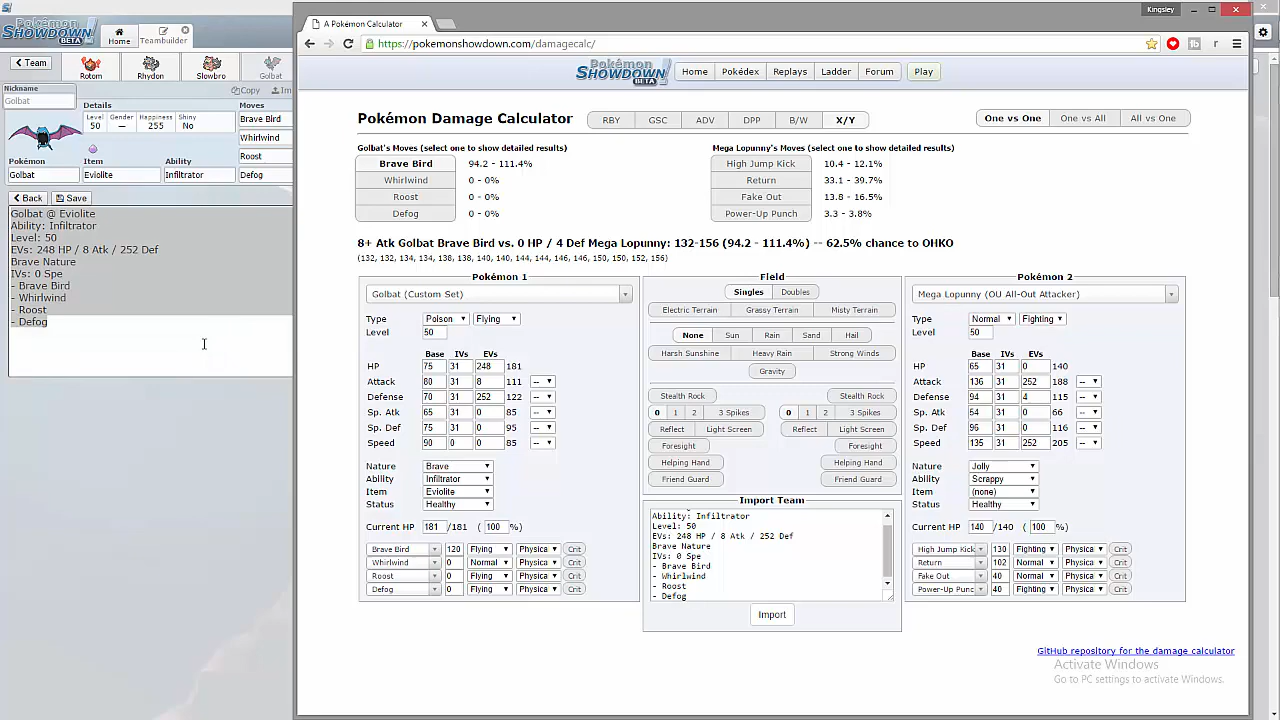 Pokémon
SHOWDOWN
BETA
Home
Teambuilder
Team
Rotom
Rhydon
Slowbro
Golbat
Nickname
Golbat
Copy
Details
Level Gender Happiness Shiny
50 — 255 No
Moves
Brave Bird
Whirlwind
Roost
Defog
Pokémon
Golbat
Item
Eviolite
Ability
Infiltrator
Back
Save
Golbat @ Eviolite
Ability: Infiltrator
Level: 50
EVs: 248 HP / 8 Atk / 252 Def
Brave Nature
IVs: 0 Spe
- Brave Bird
- Whirlwind
- Roost
- Defog
A Pokémon Calculator
Kingsley
https://pokemonshowdown.com/damagecalc/
Pokémon
SHOWDOWN
BETA
Home Pokédex Replays Ladder Forum Play
Pokémon Damage Calculator
RBY GSC ADV DPP B/W X/Y
One vs One One vs All All vs One
Golbat's Moves (select one to show detailed results)
Brave Bird 94.2 - 111.4%
Whirlwind 0 - 0%
Roost 0 - 0%
Defog 0 - 0%
Mega Lopunny's Moves (select one to show detailed results)
High Jump Kick 10.4 - 12.1%
Return 33.1 - 39.7%
Fake Out 13.8 - 16.5%
Power-Up Punch 3.3 - 3.8%
8+ Atk Golbat Brave Bird vs. 0 HP / 4 Def Mega Lopunny: 132-156 (94.2 - 111.4%) -- 62.5% chance to OHKO
(132, 132, 134, 134, 138, 138, 140, 140, 144, 144, 146, 146, 150, 150, 152, 156)
Pokémon 1
Golbat (Custom Set)
Type Poison Flying
Level 50
Base IVs EVs
HP 75 31 248 181
Attack 80 31 8 111 --
Defense 70 31 252 122 --
Sp. Atk 65 31 0 85 --
Sp. Def 75 31 0 95 --
Speed 90 0 0 85 --
Nature Brave
Ability Infiltrator
Item Eviolite
Status Healthy
Current HP 181 /181 ( 100 %)
Brave Bird 120 Flying Physica Crit
Whirlwind 0 Normal Physica Crit
Roost 0 Flying Physica Crit
Defog 0 Flying Physica Crit
Field
Singles Doubles
Electric Terrain Grassy Terrain Misty Terrain
None Sun Rain Sand Hail
Harsh Sunshine Heavy Rain Strong Winds
Gravity
Stealth Rock Stealth Rock
0 1 2 3 Spikes 0 1 2 3 Spikes
Reflect Light Screen Reflect Light Screen
Foresight Foresight
Helping Hand Helping Hand
Friend Guard Friend Guard
Import Team
Ability: Infiltrator
Level: 50
EVs: 248 HP / 8 Atk / 252 Def
Brave Nature
IVs: 0 Spe
- Brave Bird
- Whirlwind
- Roost
- Defog
Import
Pokémon 2
Mega Lopunny (OU All-Out Attacker)
Type Normal Fighting
Level 50
Base IVs EVs
HP 65 31 0 140
Attack 136 31 252 188 --
Defense 94 31 4 115 --
Sp. Atk 54 31 0 66 --
Sp. Def 96 31 0 116 --
Speed 135 31 252 205 --
Nature Jolly
Ability Scrappy
Item (none)
Status Healthy
Current HP 140 /140 ( 100 %)
High Jump Kick 130 Fighting Physica Crit
Return 102 Normal Physica Crit
Fake Out 40 Normal Physica Crit
Power-Up Punc 40 Fighting Physica Crit
GitHub repository for the damage calculator
Activate Windows
Go to PC settings to activate Windows.